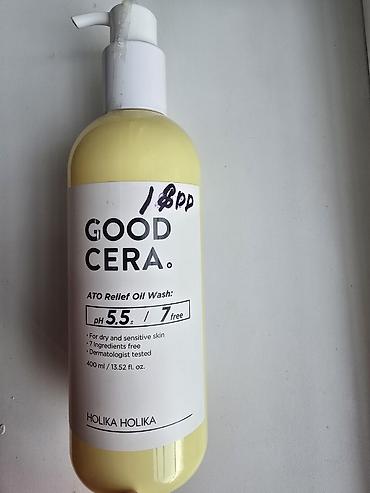 1800
GOOD
CERA.
ATO Relief Oil Wash:
pH 5.5± / 7 free
• For dry and sensitive skin
• 7 Ingredients free
• Dermatologist tested
400 ml / 13.52 fl. oz.
HOLIKA HOLIKA